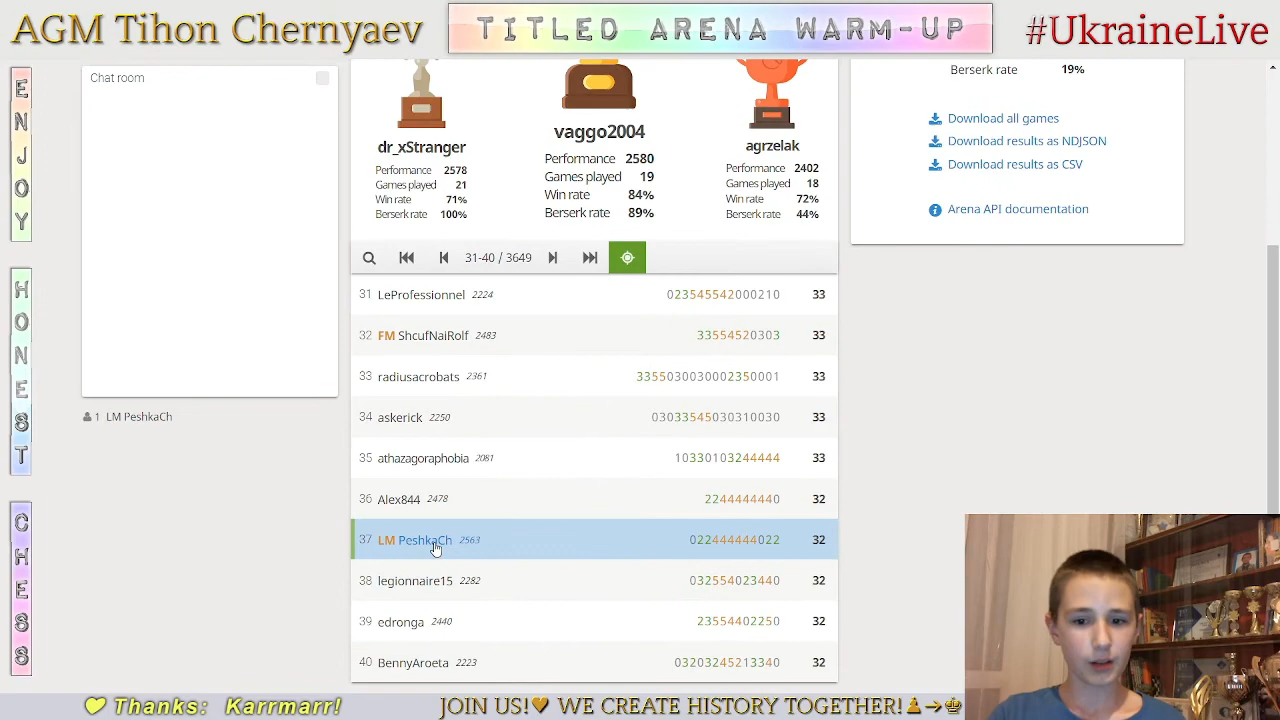 AGM Tihon Chernyaev
TITLED ARENA WARM-UP
#UkraineLive
ENJOY
HONEST
CHESS
Chat room
1 LM PeshkaCh
dr_xStranger
Performance 2578
Games played 21
Win rate 71%
Berserk rate 100%
vaggo2004
Performance 2580
Games played 19
Win rate 84%
Berserk rate 89%
agrzelak
Performance 2402
Games played 18
Win rate 72%
Berserk rate 44%
Berserk rate 19%
Download all games
Download results as NDJSON
Download results as CSV
Arena API documentation
31-40 / 3649
31 LeProfessionnel 2224 023545542000210 33
32 FM ShcufNaiRolf 2483 33554520303 33
33 radiusacrobats 2361 3355030030002350001 33
34 askerick 2250 03033545030310030 33
35 athazagoraphobia 2081 10330103244444 33
36 Alex844 2478 2244444440 32
37 LM PeshkaCh 2563 022444444022 32
38 legionnaire15 2282 032554023440 32
39 edronga 2440 23554402250 32
40 BennyAroeta 2223 03203245213340 32
Thanks: Karrmarr!
JOIN US!♥ WE CREATE HISTORY TOGETHER!♟→♚